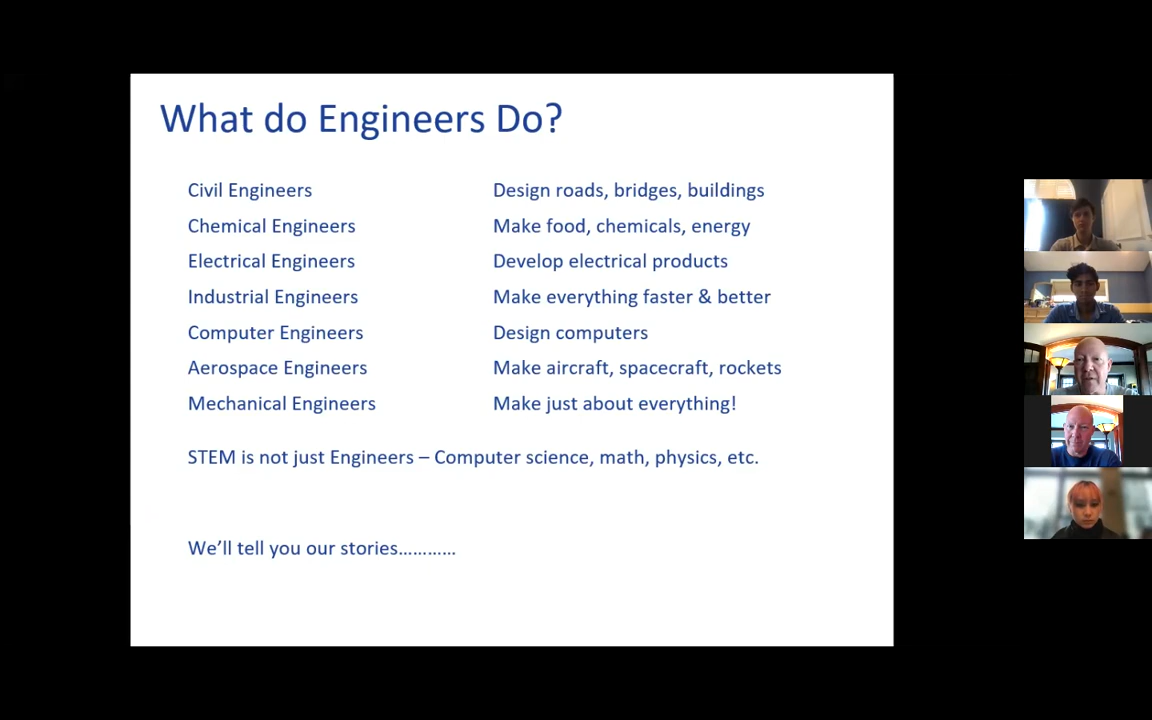 What do Engineers Do?
Civil Engineers Design roads, bridges, buildings
Chemical Engineers Make food, chemicals, energy
Electrical Engineers Develop electrical products
Industrial Engineers Make everything faster & better
Computer Engineers Design computers
Aerospace Engineers Make aircraft, spacecraft, rockets
Mechanical Engineers Make just about everything!
STEM is not just Engineers – Computer science, math, physics, etc.
We’ll tell you our stories…………